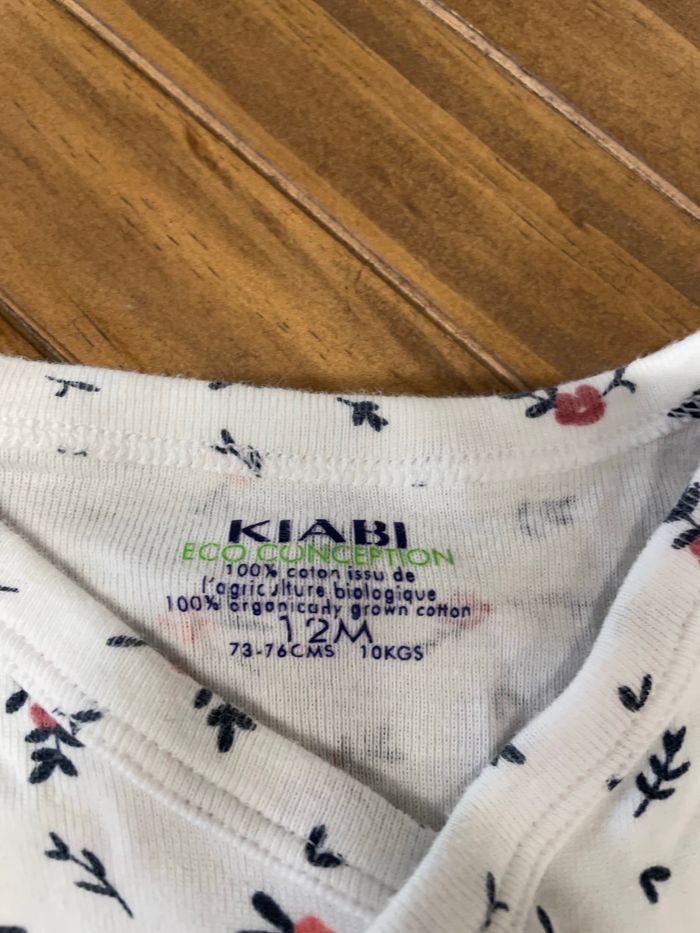 KIABI
ECO CONCEPTION
100% coton issu de
l'agriculture biologique
100% organically grown cotton
12M
73-76CMS 10KGS